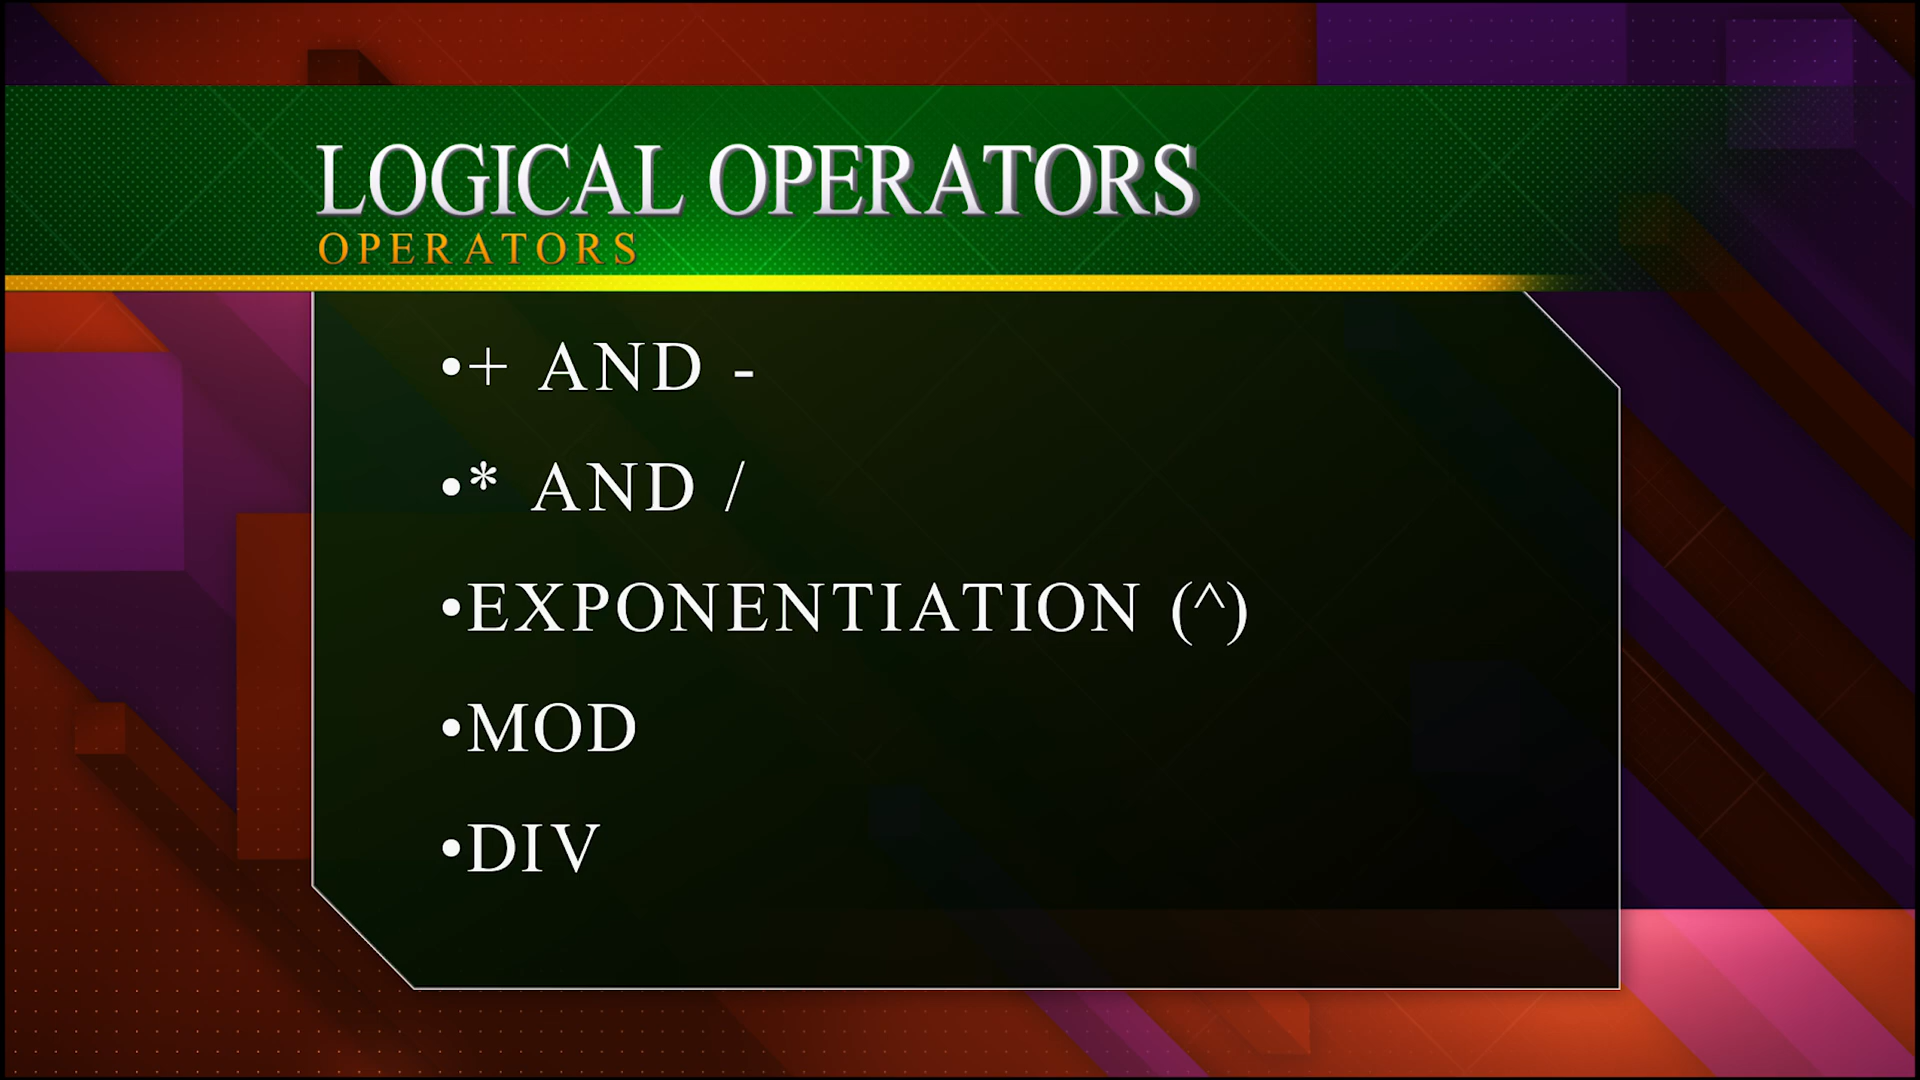 LOGICAL OPERATORS
OPERATORS
•+ AND -
•* AND /
•EXPONENTIATION (^)
•MOD
•DIV